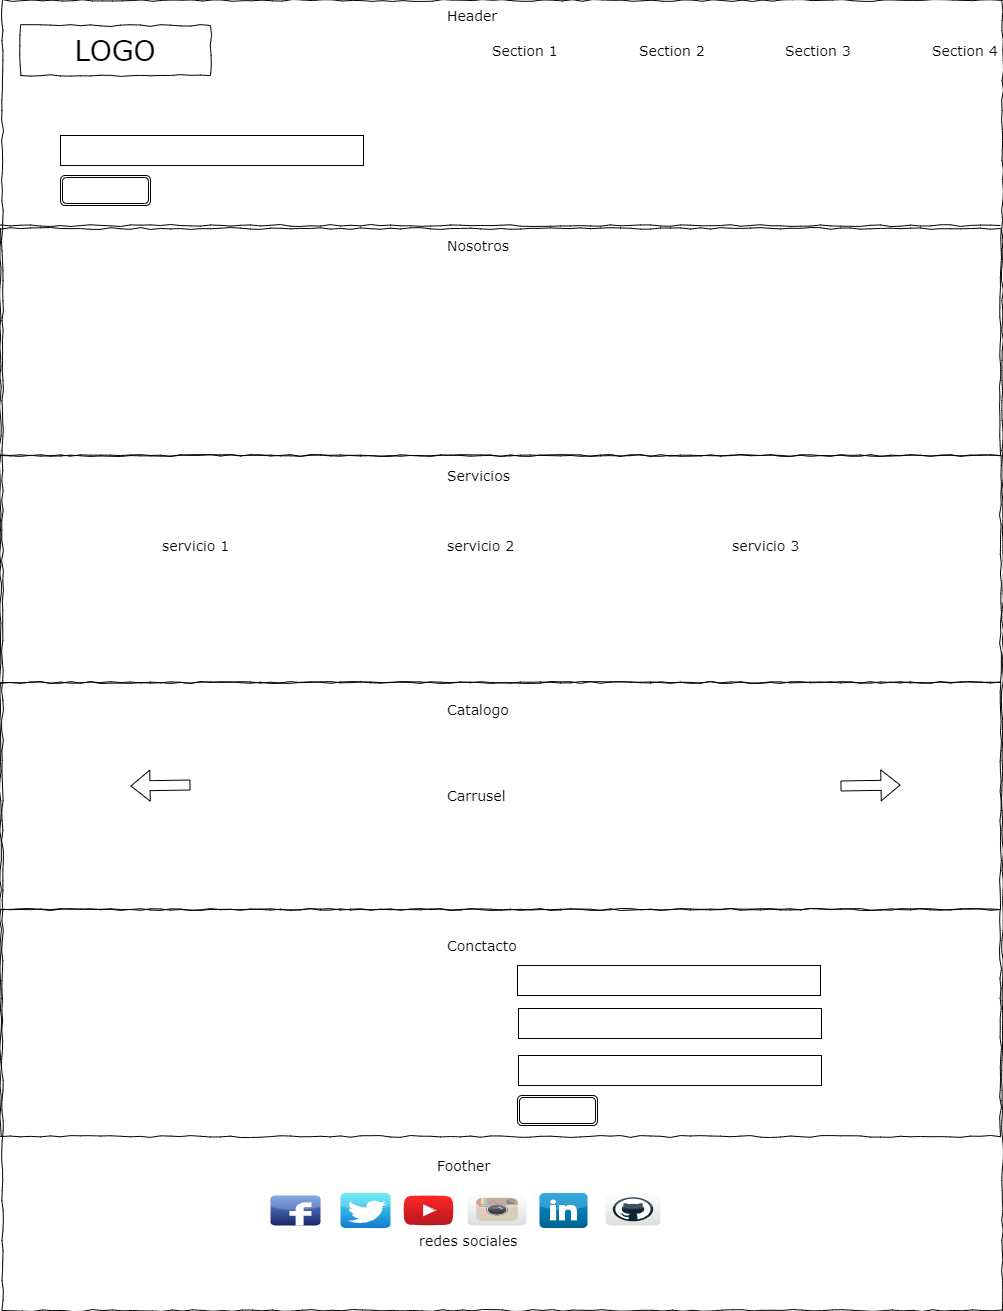 Header
LOGO
Section 1
Section 2
Section 3
Section 4
Nosotros
Servicios
servicio 1
servicio 2
servicio 3
Catalogo
Carrusel
Conctacto
Foother
f
in
redes sociales